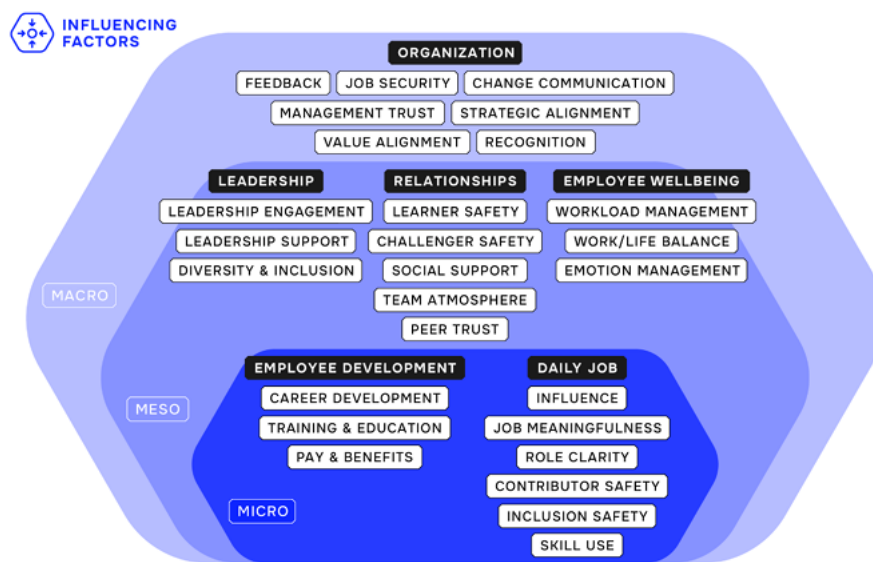 INFLUENCING
FACTORS
ORGANIZATION
FEEDBACK JOB SECURITY CHANGE COMMUNICATION
MANAGEMENT TRUST STRATEGIC ALIGNMENT
VALUE ALIGNMENT RECOGNITION
LEADERSHIP
LEADERSHIP ENGAGEMENT
LEADERSHIP SUPPORT
DIVERSITY & INCLUSION
RELATIONSHIPS
LEARNER SAFETY
CHALLENGER SAFETY
SOCIAL SUPPORT
TEAM ATMOSPHERE
PEER TRUST
EMPLOYEE WELLBEING
WORKLOAD MANAGEMENT
WORK/LIFE BALANCE
EMOTION MANAGEMENT
MACRO
EMPLOYEE DEVELOPMENT
CAREER DEVELOPMENT
TRAINING & EDUCATION
PAY & BENEFITS
DAILY JOB
INFLUENCE
JOB MEANINGFULNESS
ROLE CLARITY
CONTRIBUTOR SAFETY
INCLUSION SAFETY
SKILL USE
MESO
MICRO